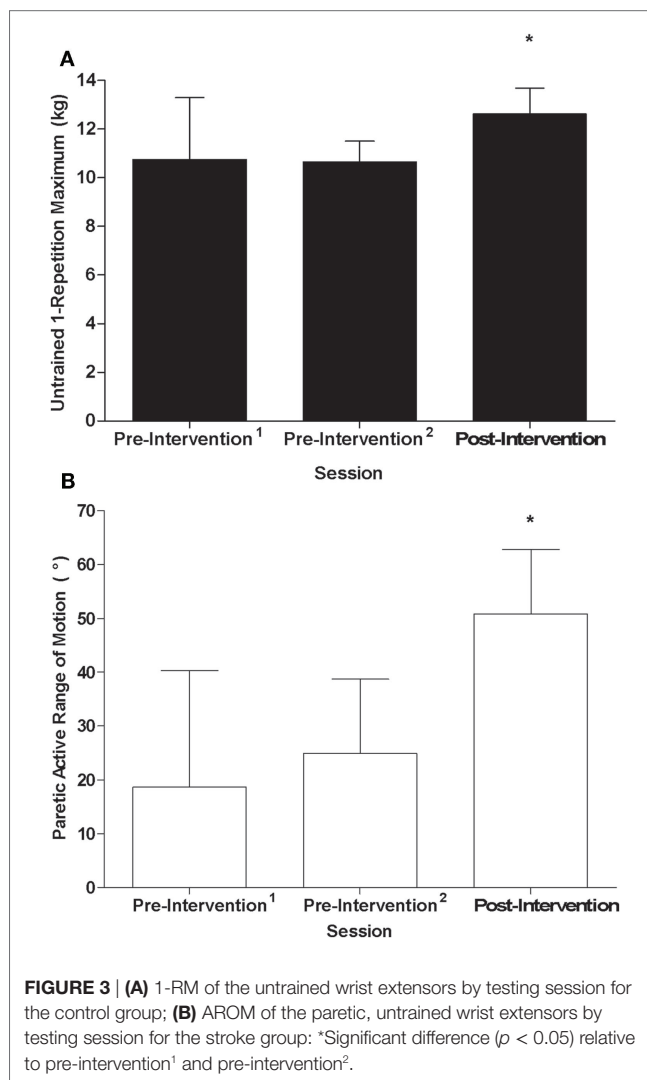 A
*
Untrained 1-Repetition Maximum (kg)
14
12
10
8
6
4
2
0
Pre-Intervention¹ Pre-Intervention² Post-Intervention
Session
B
*
Paretic Active Range of Motion ( °)
70
60
50
40
30
20
10
0
Pre-Intervention¹ Pre-Intervention² Post-Intervention
Session
FIGURE 3 | (A) 1-RM of the untrained wrist extensors by testing session for
the control group; (B) AROM of the paretic, untrained wrist extensors by
testing session for the stroke group: *Significant difference (p < 0.05) relative
to pre-intervention¹ and pre-intervention².